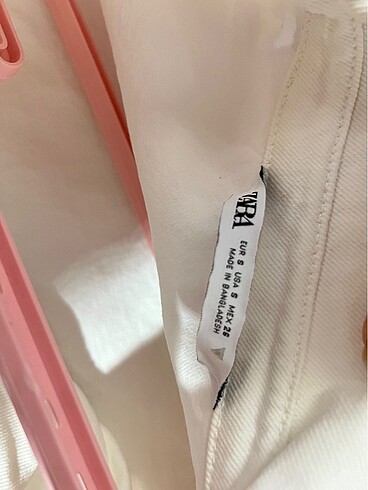 ZARA
EUR S USA S MEX 26
MADE IN BANGLADESH